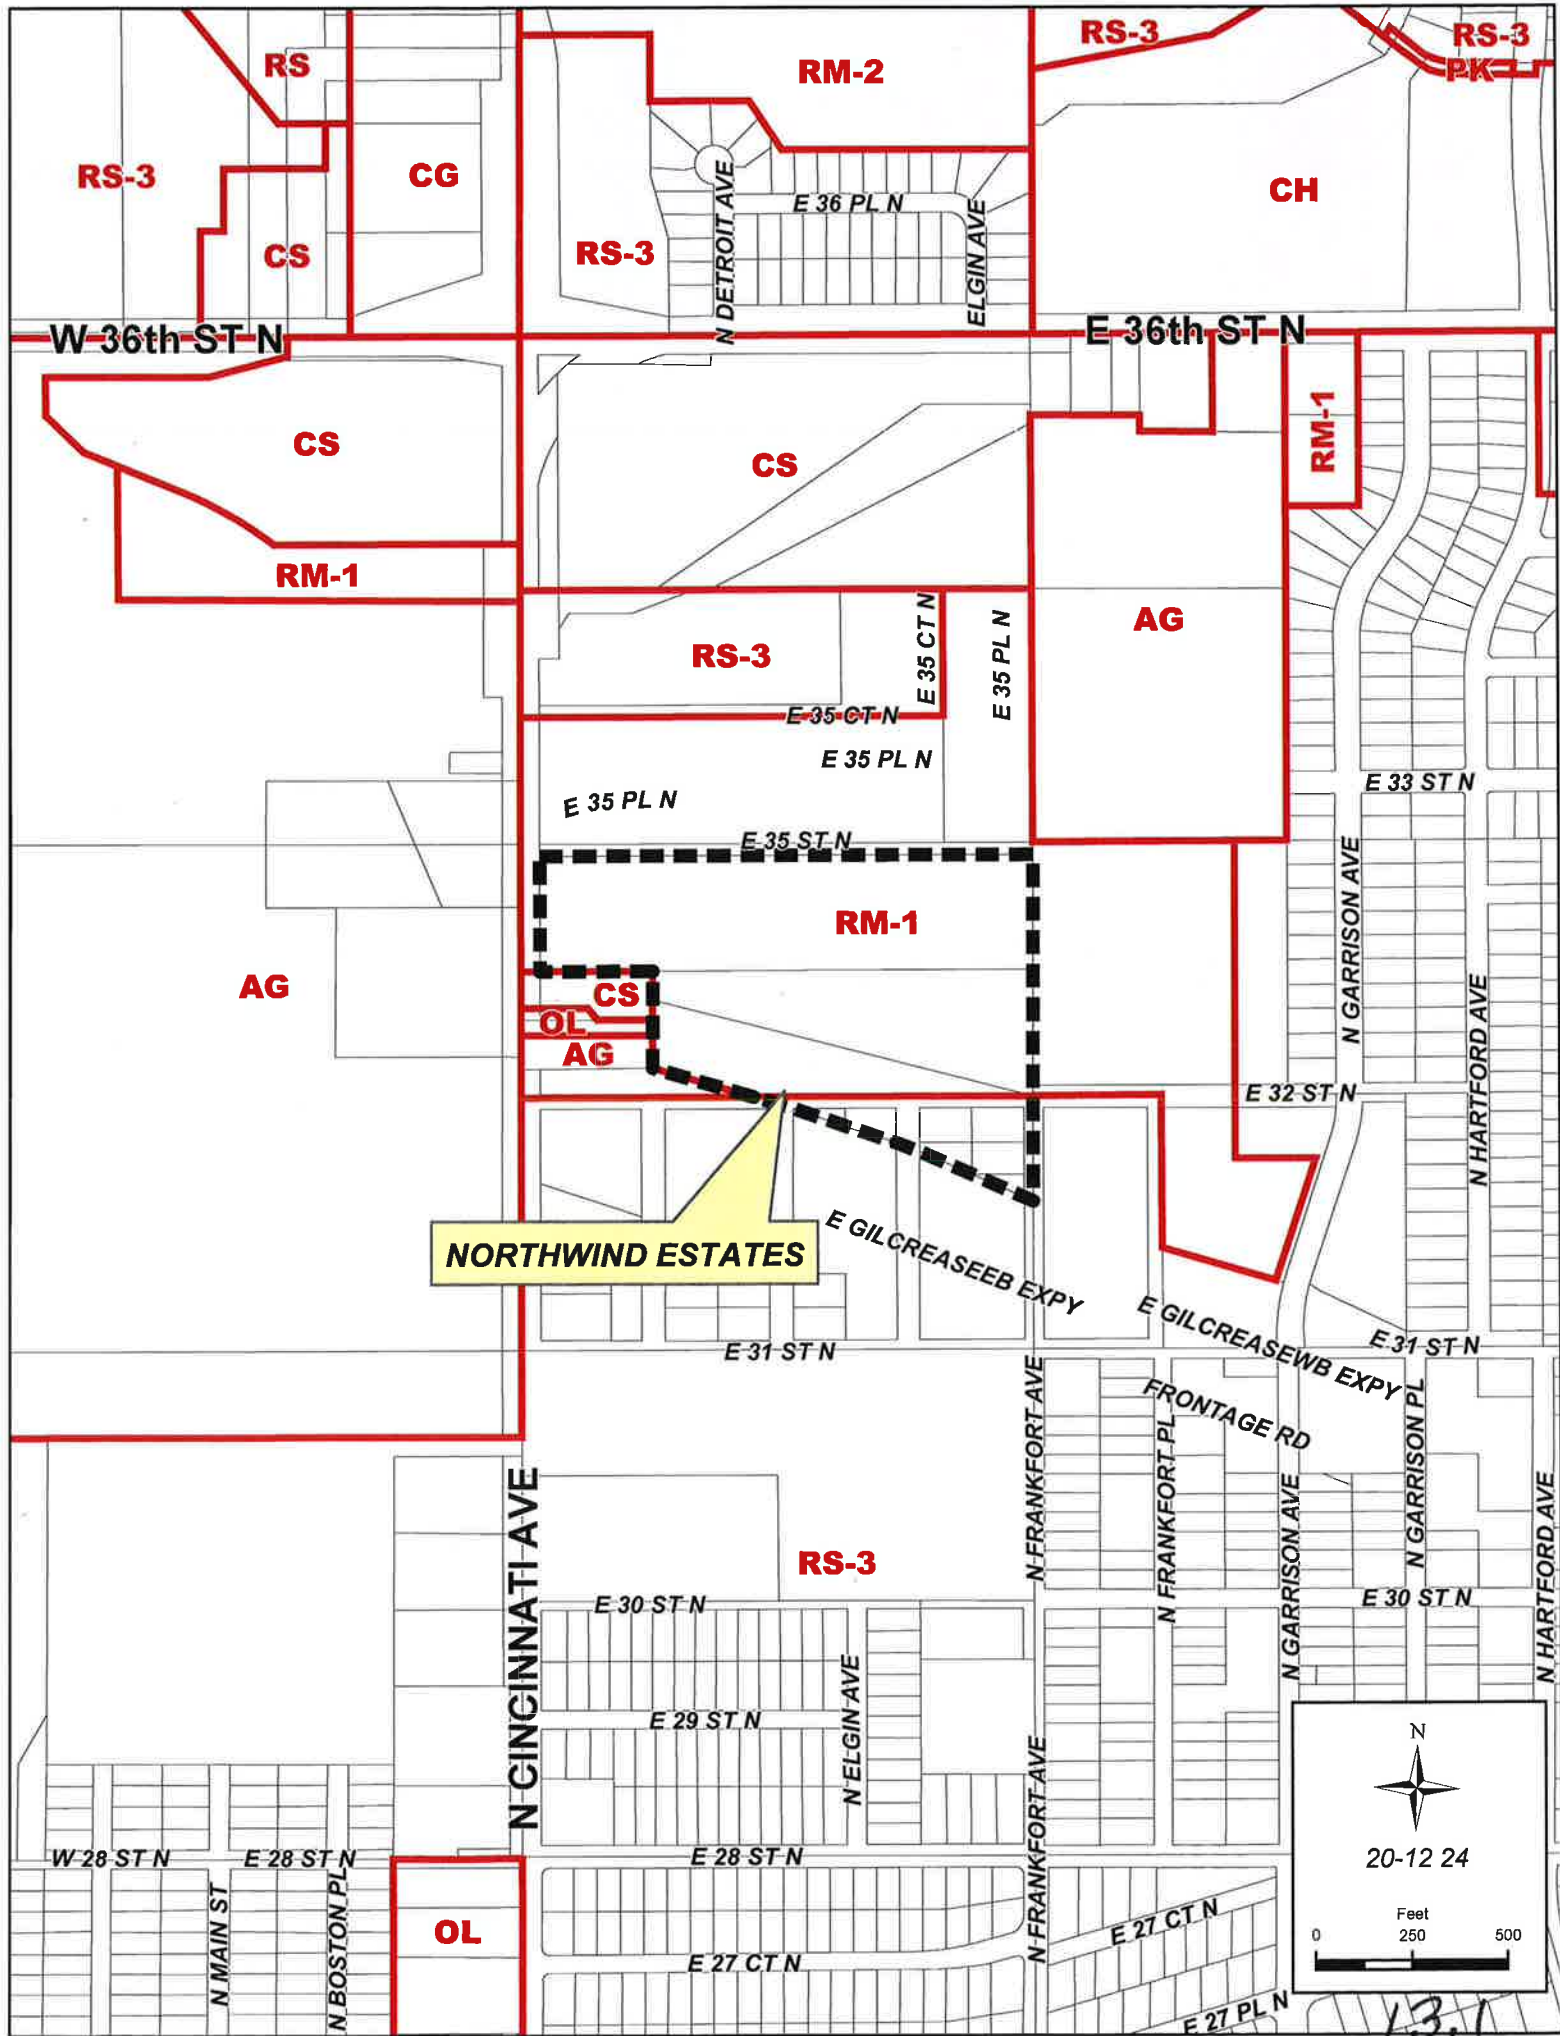 RS
RM-2
RS-3
RS-3
PK
RS-3
CG
CS
RS-3
N DETROIT AVE
E 36 PL N
ELGIN AVE
CH
W 36th ST N
E 36th ST N
CS
CS
RM-1
RM-1
RS-3
E 35 CT N
E 35 PL N
AG
E 35 CT N
E 35 PL N
E 35 PL N
E 33 ST N
E 35 ST N
RM-1
N GARRISON AVE
N HARTFORD AVE
AG
CS
OL
AG
E 32 ST N
NORTHWIND ESTATES
E GILCREASEEB EXPY
E GILCREASEWB EXPY
E 31 ST N
E 31 ST N
FRONTAGE RD
N FRANKFORT AVE
N FRANKFORT PL
N GARRISON AVE
N GARRISON PL
N HARTFORD AVE
N CINCINNATI AVE
RS-3
E 30 ST N
E 30 ST N
E 29 ST N
N ELGIN AVE
N FRANKFORT AVE
W 28 ST N
E 28 ST N
E 28 ST N
N MAIN ST
N BOSTON PL
OL
E 27 CT N
E 27 CT N
E 27 PL N
N
20-12 24
Feet
0 250 500
13.1